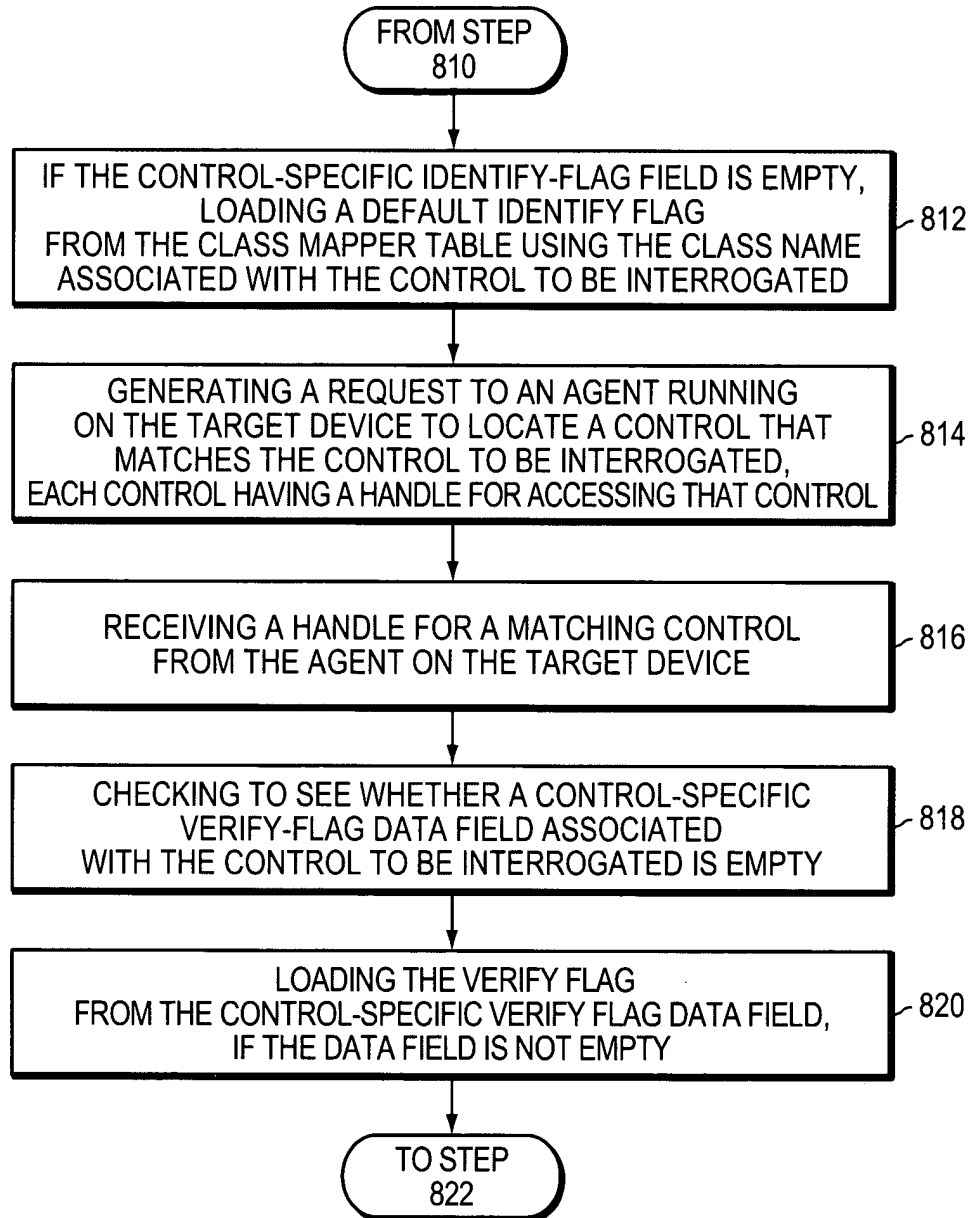 FROM STEP
810
IF THE CONTROL-SPECIFIC IDENTIFY-FLAG FIELD IS EMPTY,
LOADING A DEFAULT IDENTIFY FLAG
FROM THE CLASS MAPPER TABLE USING THE CLASS NAME
ASSOCIATED WITH THE CONTROL TO BE INTERROGATED
812
GENERATING A REQUEST TO AN AGENT RUNNING
ON THE TARGET DEVICE TO LOCATE A CONTROL THAT
MATCHES THE CONTROL TO BE INTERROGATED,
EACH CONTROL HAVING A HANDLE FOR ACCESSING THAT CONTROL
814
RECEIVING A HANDLE FOR A MATCHING CONTROL
FROM THE AGENT ON THE TARGET DEVICE
816
CHECKING TO SEE WHETHER A CONTROL-SPECIFIC
VERIFY-FLAG DATA FIELD ASSOCIATED
WITH THE CONTROL TO BE INTERROGATED IS EMPTY
818
LOADING THE VERIFY FLAG
FROM THE CONTROL-SPECIFIC VERIFY FLAG DATA FIELD,
IF THE DATA FIELD IS NOT EMPTY
820
TO STEP
822